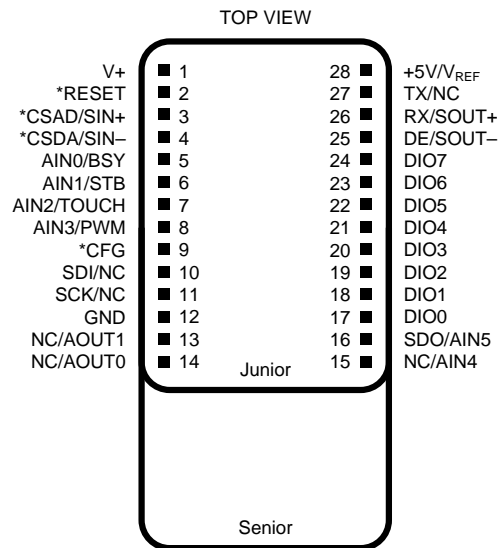 TOP VIEW
V+ 1 28 +5V/VREF
*RESET 2 27 TX/NC
*CSAD/SIN+ 3 26 RX/SOUT+
*CSDA/SIN– 4 25 DE/SOUT–
AIN0/BSY 5 24 DIO7
AIN1/STB 6 23 DIO6
AIN2/TOUCH 7 22 DIO5
AIN3/PWM 8 21 DIO4
*CFG 9 20 DIO3
SDI/NC 10 19 DIO2
SCK/NC 11 18 DIO1
GND 12 17 DIO0
NC/AOUT1 13 16 SDO/AIN5
NC/AOUT0 14 15 NC/AIN4
Junior
Senior